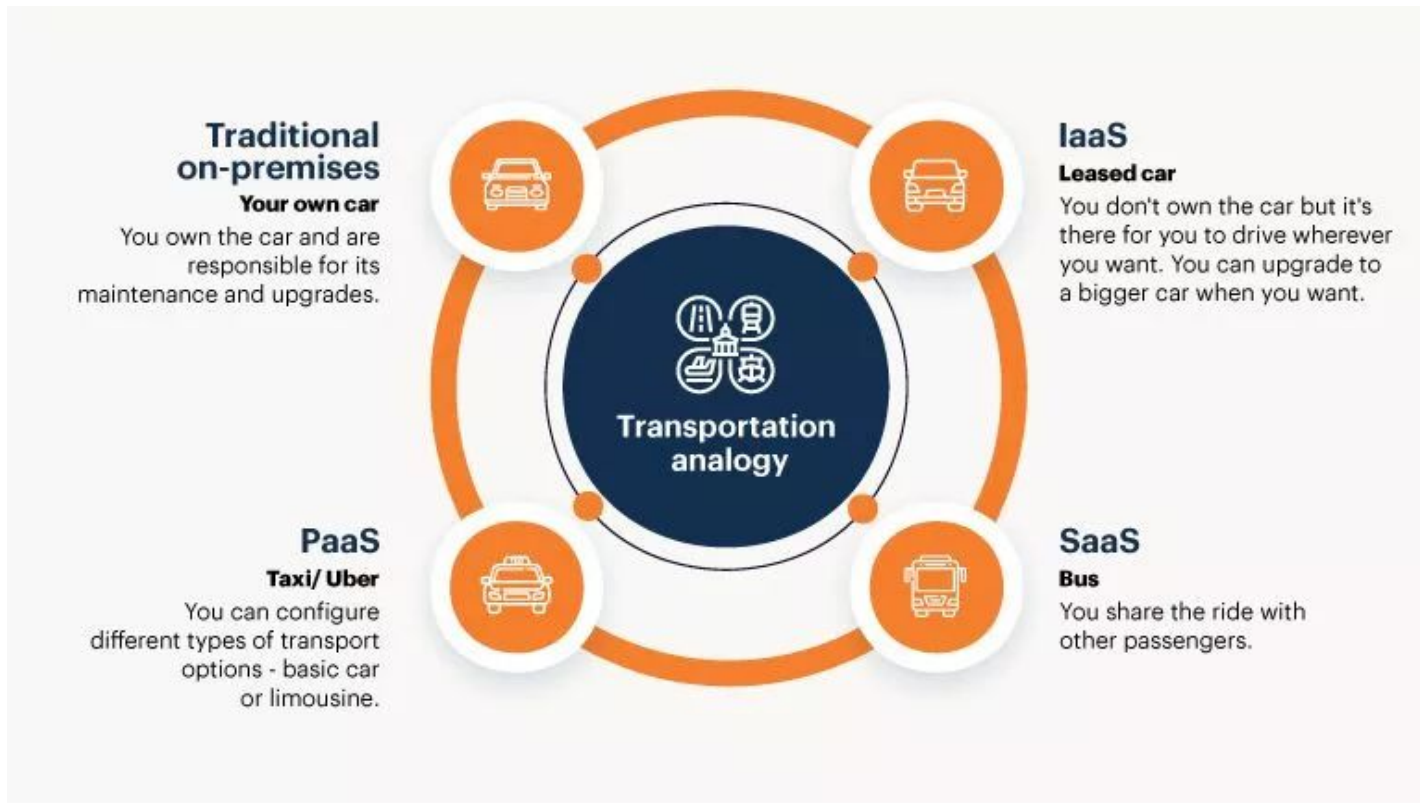 Traditional
on-premises
Your own car
You own the car and are
responsible for its
maintenance and upgrades.
IaaS
Leased car
You don't own the car but it's
there for you to drive wherever
you want. You can upgrade to
a bigger car when you want.
Transportation
analogy
PaaS
Taxi/ Uber
You can configure
different types of transport
options - basic car
or limousine.
SaaS
Bus
You share the ride with
other passengers.